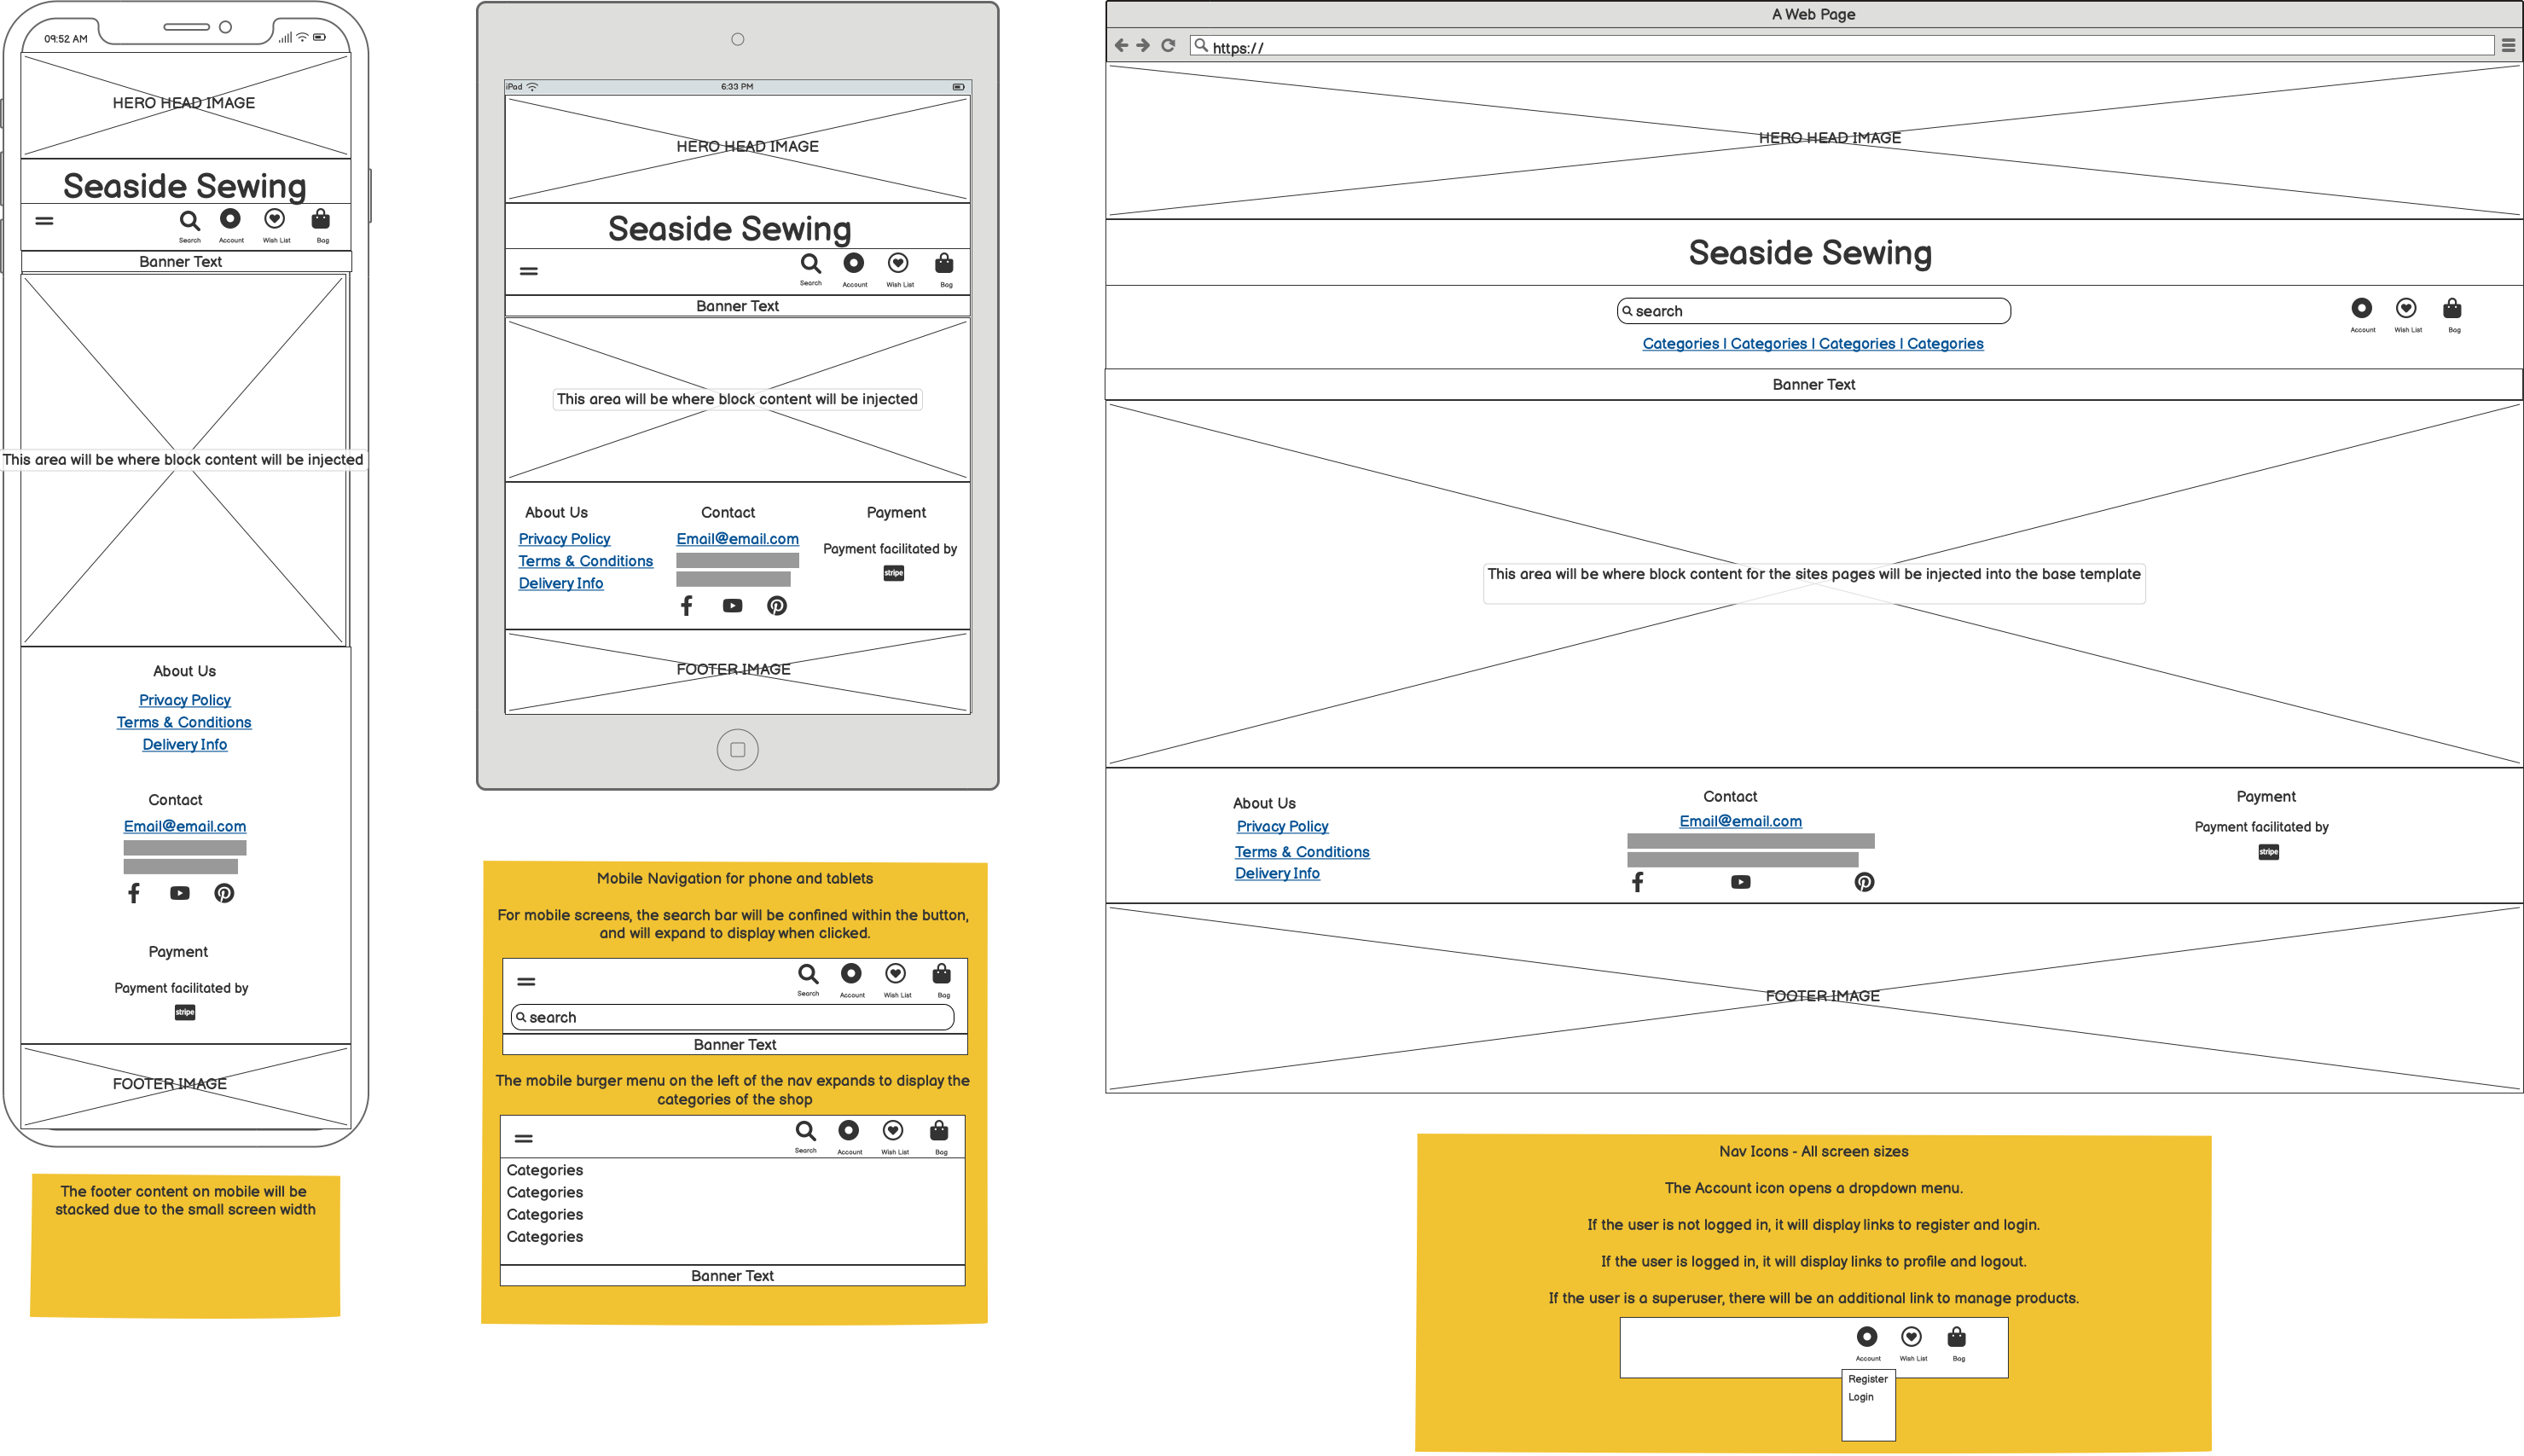 09:52 AM
HERO HEAD IMAGE
Seaside Sewing
Search
Account
Wish List
Bag
Banner Text
This area will be where block content will be injected
About Us
Privacy Policy
Terms & Conditions
Delivery Info
Contact
Email@email.com
Payment
Payment facilitated by
stripe
FOOTER IMAGE
The footer content on mobile will be
stacked due to the small screen width
iPad
6:33 PM
HERO HEAD IMAGE
Seaside Sewing
Search
Account
Wish List
Bag
Banner Text
This area will be where block content will be injected
About Us
Privacy Policy
Terms & Conditions
Delivery Info
Contact
Email@email.com
Payment
Payment facilitated by
stripe
FOOTER IMAGE
Mobile Navigation for phone and tablets
For mobile screens, the search bar will be confined within the button,
and will expand to display when clicked.
Search
Account
Wish List
Bag
search
Banner Text
The mobile burger menu on the left of the nav expands to display the
categories of the shop
Search
Account
Wish List
Bag
Categories
Categories
Categories
Categories
Banner Text
A Web Page
https://
HERO HEAD IMAGE
Seaside Sewing
search
Account
Wish List
Bag
Categories | Categories | Categories | Categories
Banner Text
This area will be where block content for the sites pages will be injected into the base template
About Us
Privacy Policy
Terms & Conditions
Delivery Info
Contact
Email@email.com
Payment
Payment facilitated by
stripe
FOOTER IMAGE
Nav Icons - All screen sizes
The Account icon opens a dropdown menu.
If the user is not logged in, it will display links to register and login.
If the user is logged in, it will display links to profile and logout.
If the user is a superuser, there will be an additional link to manage products.
Account
Wish List
Bag
Register
Login